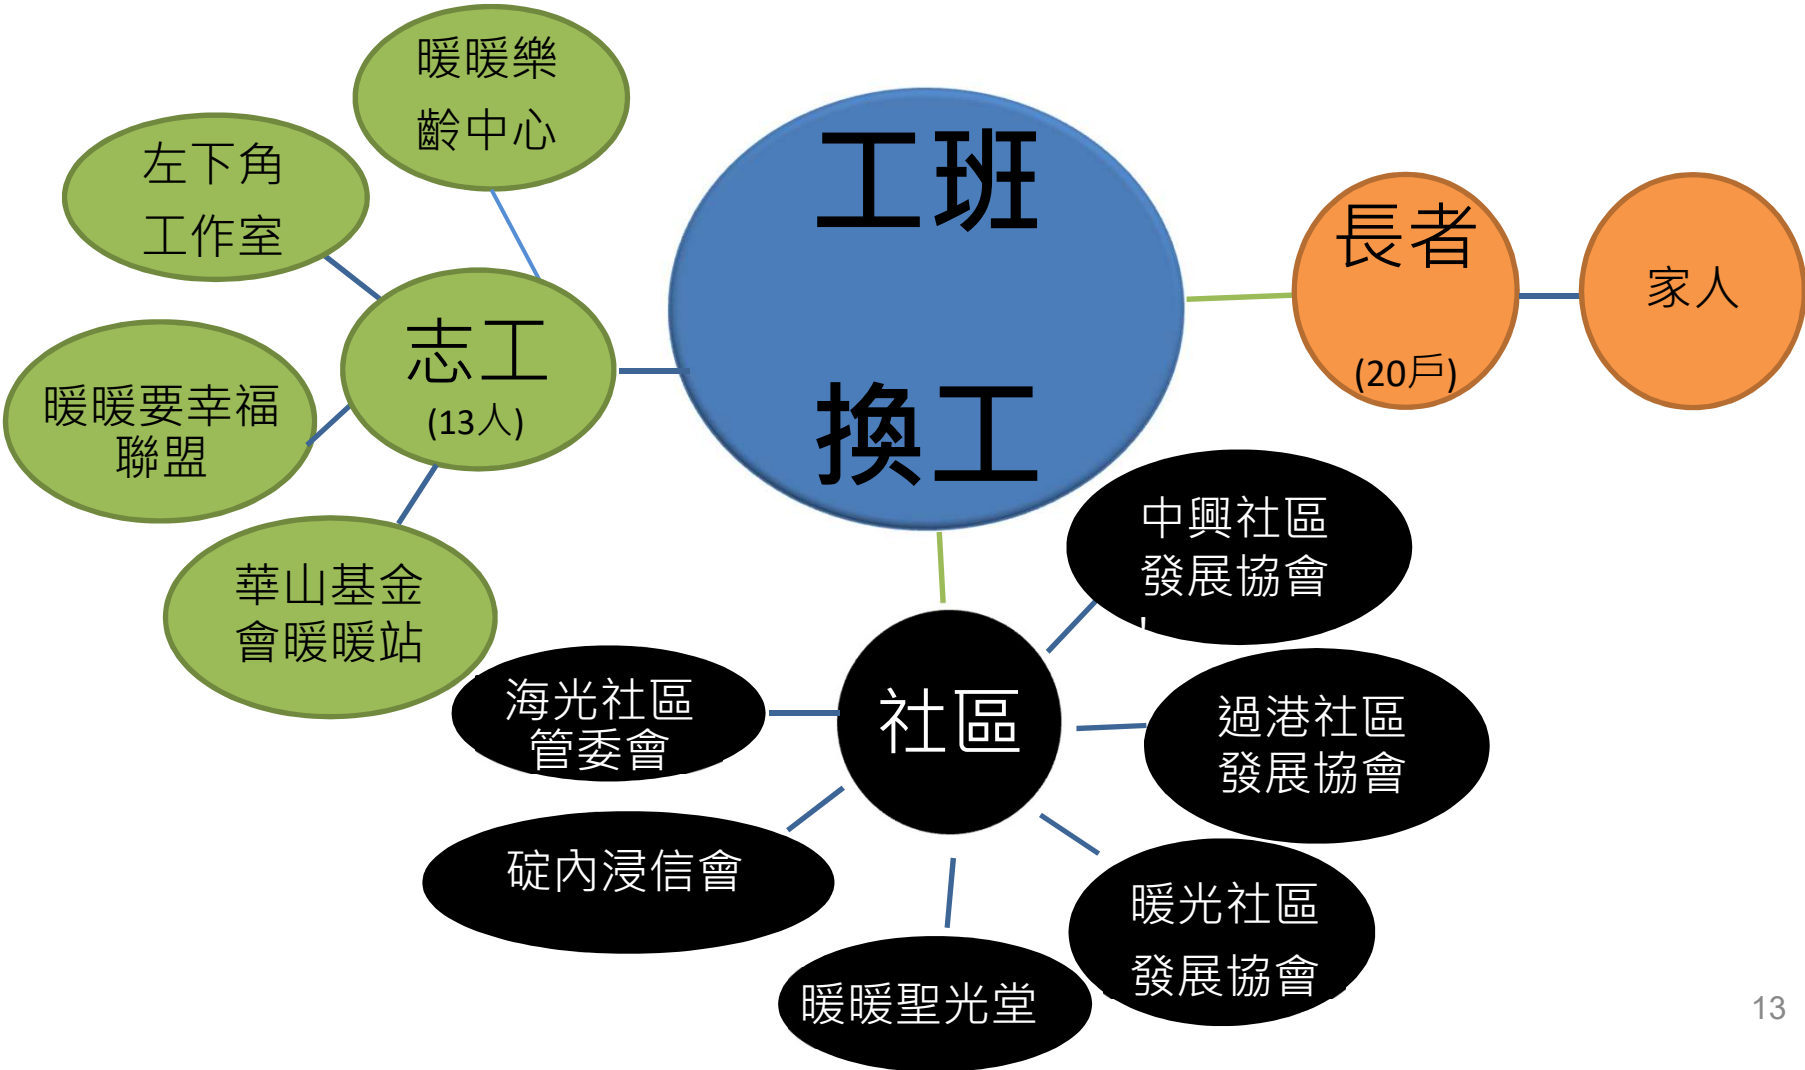 暖暖樂
齡中心
左下角
工作室
志工
(13人)
暖暖要幸福
聯盟
華山基金
會暖暖站
工班
換工
長者
(20戶)
家人
社區
中興社區
發展協會
過港社區
發展協會
暖光社區
發展協會
暖暖聖光堂
碇內浸信會
海光社區
管委會
13